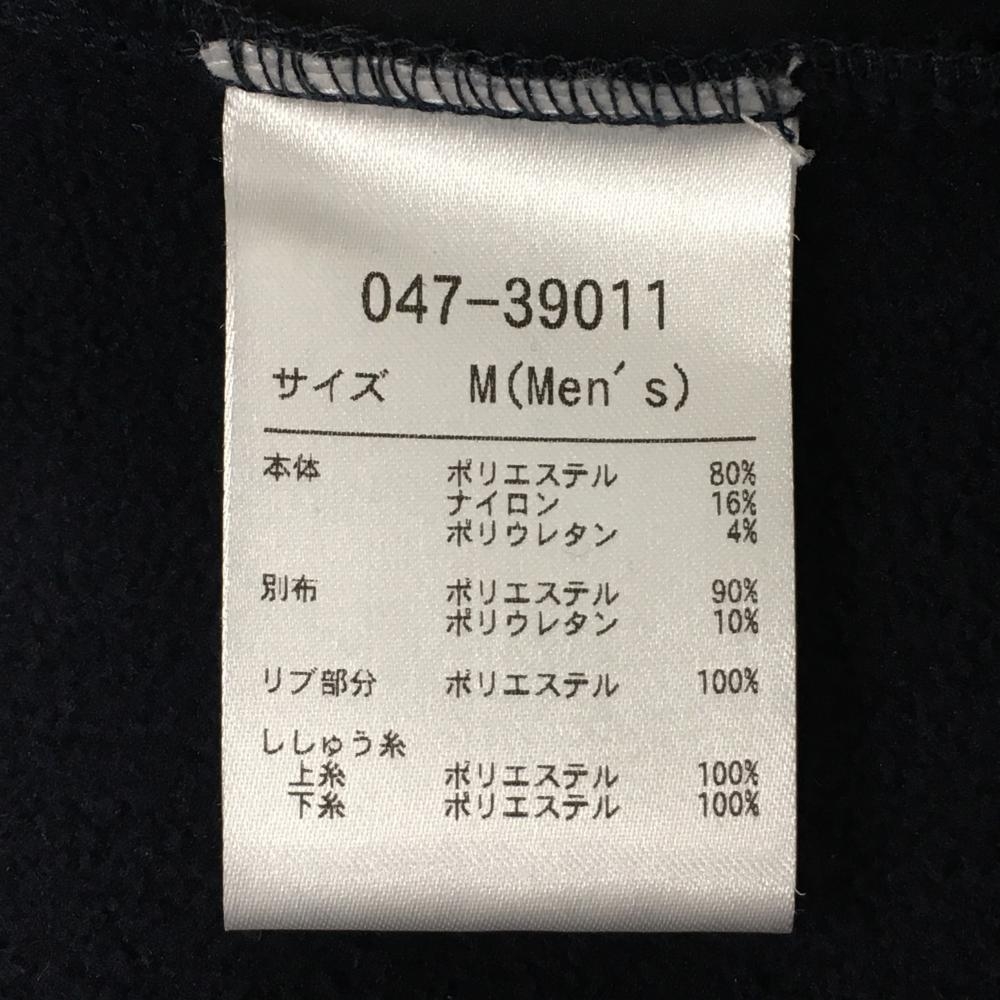 047-39011
サイズ M(Men's)
本体 ポリエステル 80%
ナイロン 16%
ポリウレタン 4%
別布 ポリエステル 90%
ポリウレタン 10%
リブ部分 ポリエステル 100%
ししゅう糸
上糸 ポリエステル 100%
下糸 ポリエステル 100%